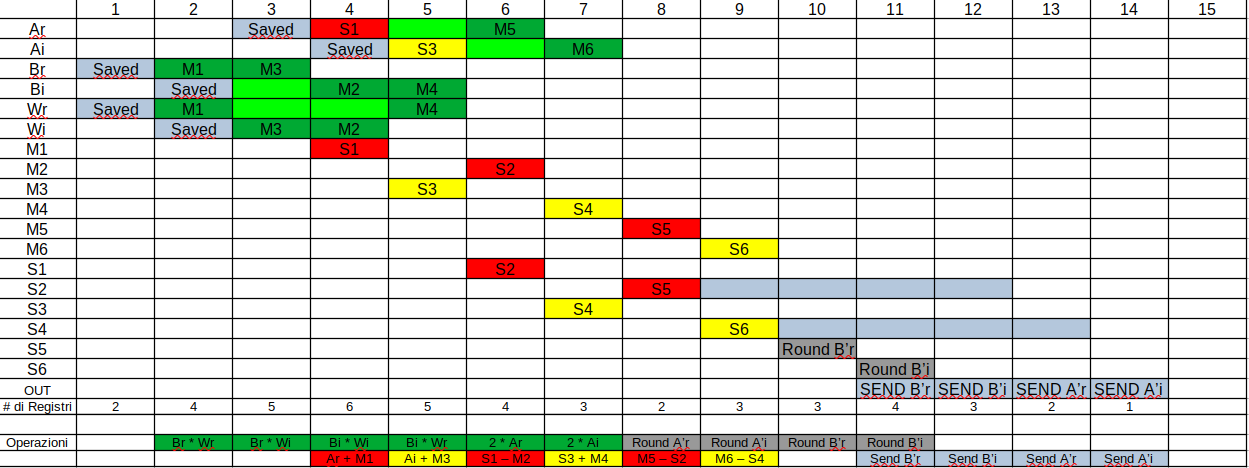 1 2 3 4 5 6 7 8 9 10 11 12 13 14 15
Ar Saved S1 M5
Ai Saved S3 M6
Br Saved M1 M3
Bi Saved M2 M4
Wr Saved M1 M4
Wi Saved M3 M2
M1 S1
M2 S2
M3 S3
M4 S4
M5 S5
M6 S6
S1 S2
S2 S5
S3 S4
S4 S6
S5 Round B'r
S6 Round B'i
OUT SEND B'r SEND B'i SEND A'r SEND A'i
# di Registri 2 4 5 6 5 4 3 2 3 3 4 3 2 1
Operazioni Br * Wr Br * Wi Bi * Wi Bi * Wr 2 * Ar 2 * Ai Round A'r Round A'i Round B'r Round B'i
Ar + M1 Ai + M3 S1 – M2 S3 + M4 M5 – S2 M6 – S4 Send B'r Send B'i Send A'r Send A'i